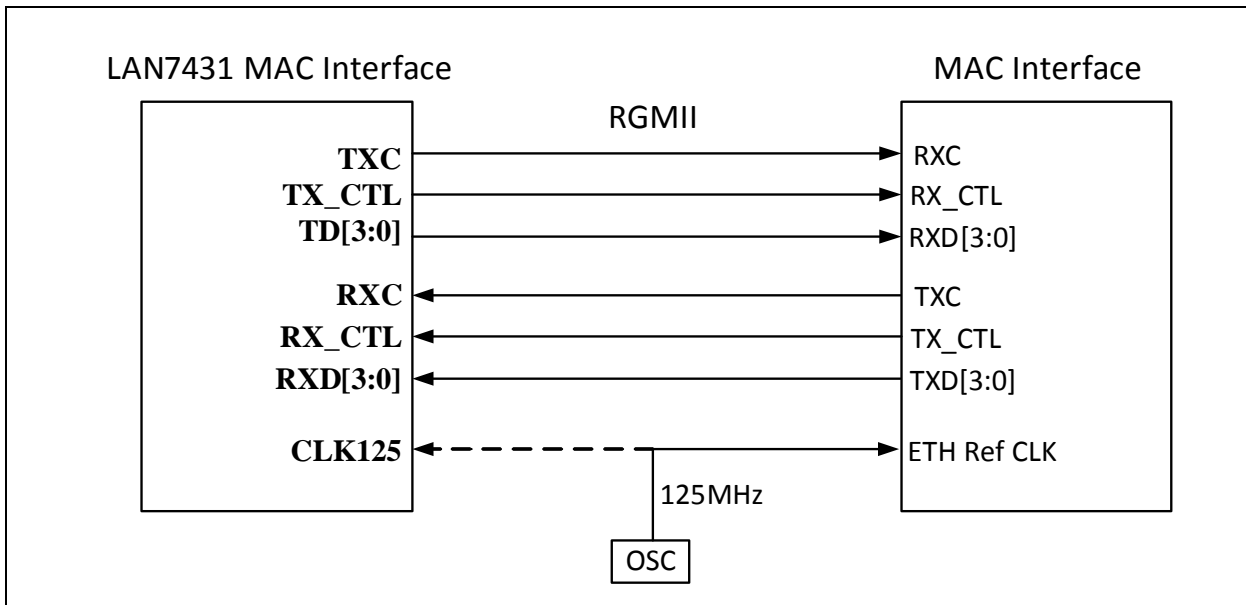 LAN7431 MAC Interface
MAC Interface
RGMII
TXC
RXC
TX_CTL
RX_CTL
TD[3:0]
RXD[3:0]
RXC
TXC
RX_CTL
TX_CTL
RXD[3:0]
TXD[3:0]
CLK125
ETH Ref CLK
125MHz
OSC